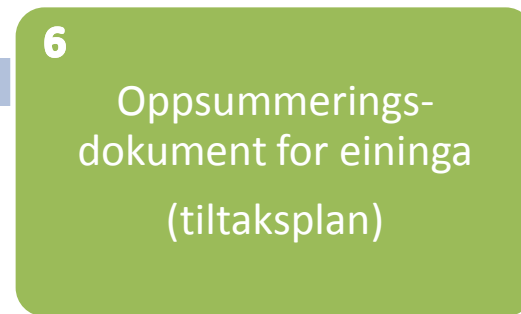 6
Oppsummerings-
dokument for eininga
(tiltaksplan)